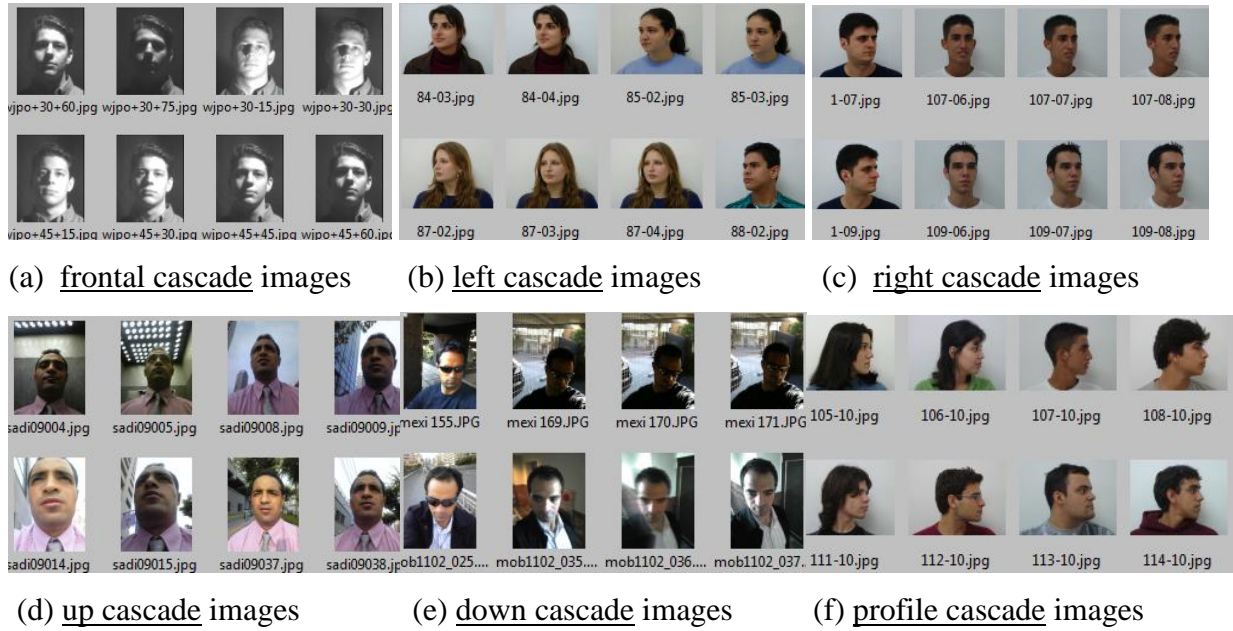 wjpo+30+60.jpg wjpo+30+75.jpg wjpo+30-15.jpg wjpo+30-30.jpg
84-03.jpg 84-04.jpg 85-02.jpg 85-03.jpg
1-07.jpg 107-06.jpg 107-07.jpg 107-08.jpg
wjpo+45+15.jpg wjpo+45+30.jpg wjpo+45+45.jpg wjpo+45+60.jpg
87-02.jpg 87-03.jpg 87-04.jpg 88-02.jpg
1-09.jpg 109-06.jpg 109-07.jpg 109-08.jpg
(a) frontal cascade images
(b) left cascade images
(c) right cascade images
sadi09004.jpg sadi09005.jpg sadi09008.jpg sadi09009.jp
mexi 155.JPG mexi 169.JPG mexi 170.JPG mexi 171.JPG
105-10.jpg 106-10.jpg 107-10.jpg 108-10.jpg
sadi09014.jpg sadi09015.jpg sadi09037.jpg sadi09038.jp
mob1102_025.... mob1102_035.... mob1102_036.... mob1102_037..
111-10.jpg 112-10.jpg 113-10.jpg 114-10.jpg
(d) up cascade images
(e) down cascade images
(f) profile cascade images